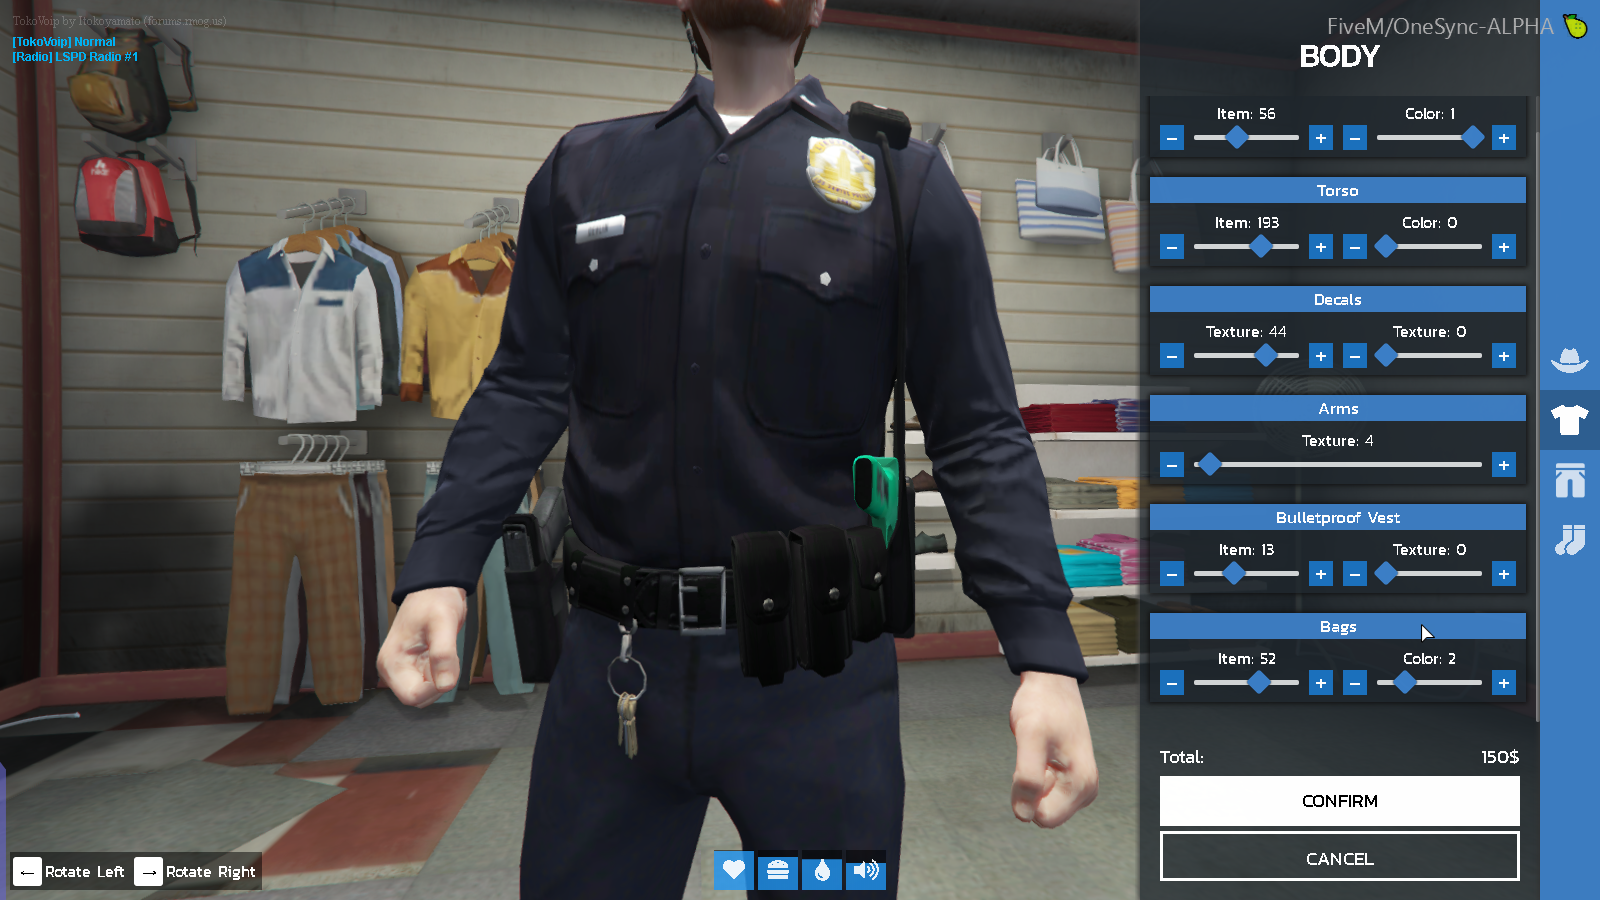 TokoVoip by Itokoyamato (forums.rmog.us)
[TokoVoip] Normal
[Radio] LSPD Radio #1
FiveM/OneSync-ALPHA
BODY
Item: 56 Color: 1
- + - +
Torso
Item: 193 Color: 0
- + - +
Decals
Texture: 44 Texture: 0
- + - +
Arms
Texture: 4
- +
Bulletproof Vest
Item: 13 Texture: 0
- + - +
Bags
Item: 52 Color: 2
- + - +
Total: 150$
CONFIRM
CANCEL
← Rotate Left → Rotate Right